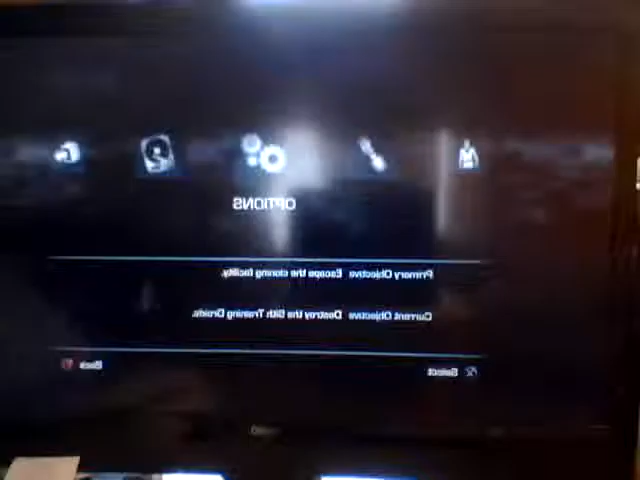 OPTIONS
Primary Objective Escape the cloning facility.
Current Objective Destroy the Sith Training Droids.
Select Back